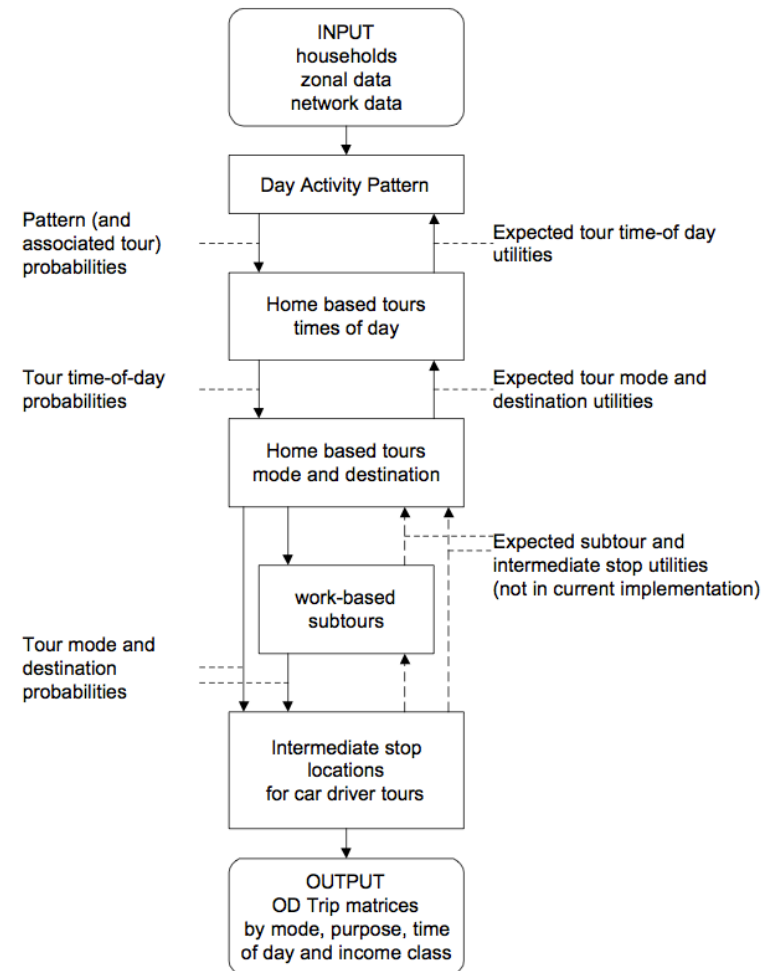 INPUT
households
zonal data
network data
Day Activity Pattern
Pattern (and
associated tour)
probabilities
Expected tour time-of day
utilities
Home based tours
times of day
Tour time-of-day
probabilities
Expected tour mode and
destination utilities
Home based tours
mode and destination
Expected subtour and
intermediate stop utilities
(not in current implementation)
work-based
subtours
Tour mode and
destination
probabilities
Intermediate stop
locations
for car driver tours
OUTPUT
OD Trip matrices
by mode, purpose, time
of day and income class